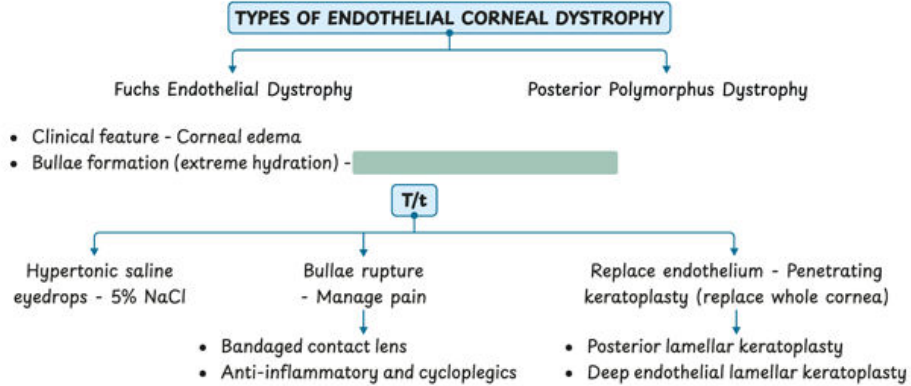 TYPES OF ENDOTHELIAL CORNEAL DYSTROPHY
Fuchs Endothelial Dystrophy
Posterior Polymorphus Dystrophy
• Clinical feature - Corneal edema
• Bullae formation (extreme hydration) -
T/t
Hypertonic saline
eyedrops - 5% NaCl
Bullae rupture
- Manage pain
Replace endothelium - Penetrating
keratoplasty (replace whole cornea)
• Bandaged contact lens
• Anti-inflammatory and cycloplegics
• Posterior lamellar keratoplasty
• Deep endothelial lamellar keratoplasty